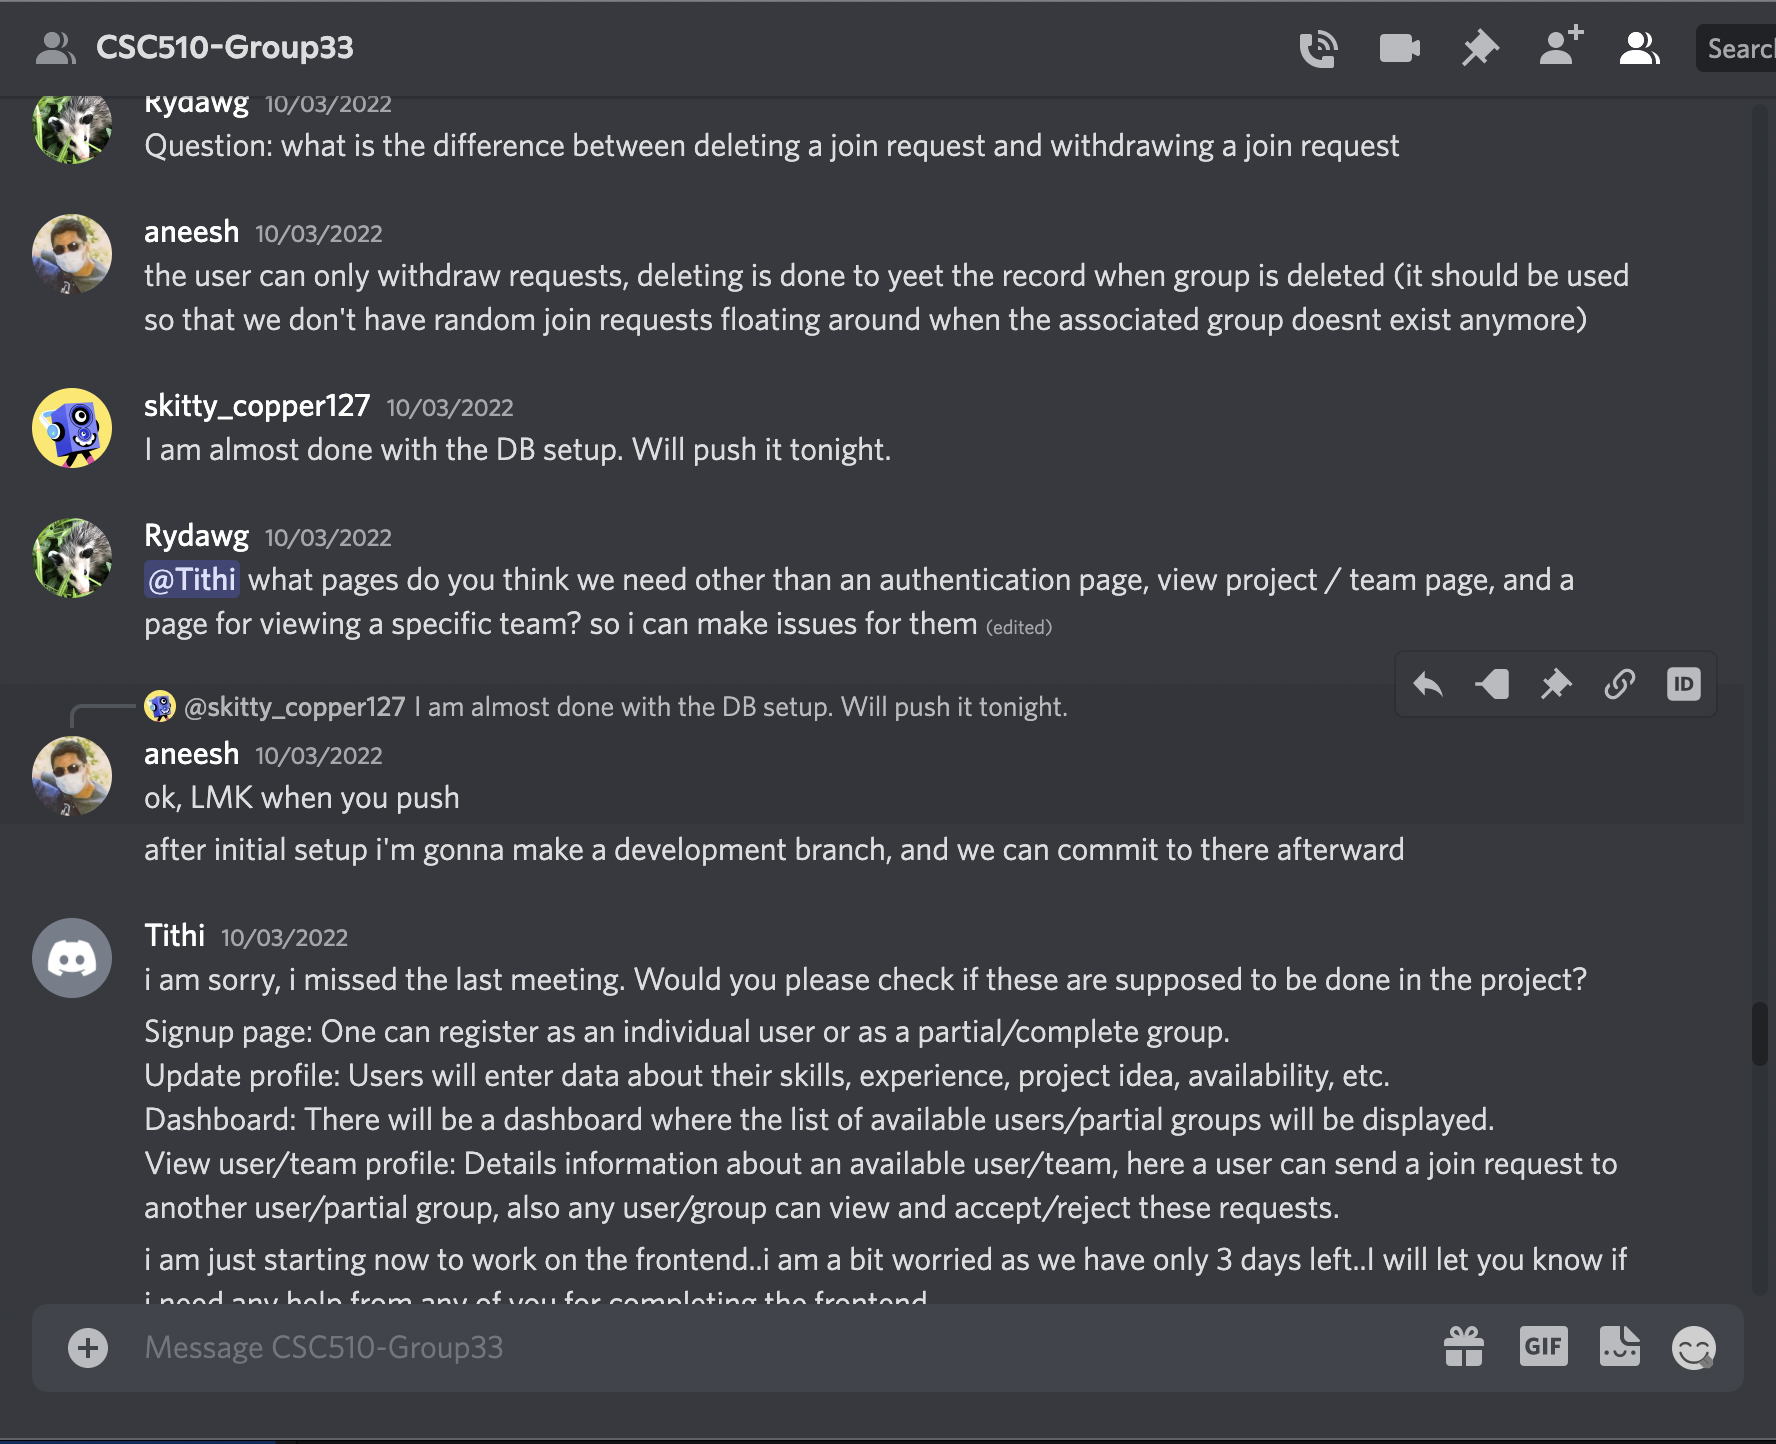 CSC510-Group33
Searc
Rydawg 10/03/2022
Question: what is the difference between deleting a join request and withdrawing a join request
aneesh 10/03/2022
the user can only withdraw requests, deleting is done to yeet the record when group is deleted (it should be used
so that we don't have random join requests floating around when the associated group doesnt exist anymore)
skitty_copper127 10/03/2022
I am almost done with the DB setup. Will push it tonight.
Rydawg 10/03/2022
@Tithi what pages do you think we need other than an authentication page, view project / team page, and a
page for viewing a specific team? so i can make issues for them (edited)
ID
@skitty_copper127 I am almost done with the DB setup. Will push it tonight.
aneesh 10/03/2022
ok, LMK when you push
after initial setup i'm gonna make a development branch, and we can commit to there afterward
Tithi 10/03/2022
i am sorry, i missed the last meeting. Would you please check if these are supposed to be done in the project?
Signup page: One can register as an individual user or as a partial/complete group.
Update profile: Users will enter data about their skills, experience, project idea, availability, etc.
Dashboard: There will be a dashboard where the list of available users/partial groups will be displayed.
View user/team profile: Details information about an available user/team, here a user can send a join request to
another user/partial group, also any user/group can view and accept/reject these requests.
i am just starting now to work on the frontend..i am a bit worried as we have only 3 days left..I will let you know if
i need any help from any of you for completing the frontend
Message CSC510-Group33
GIF